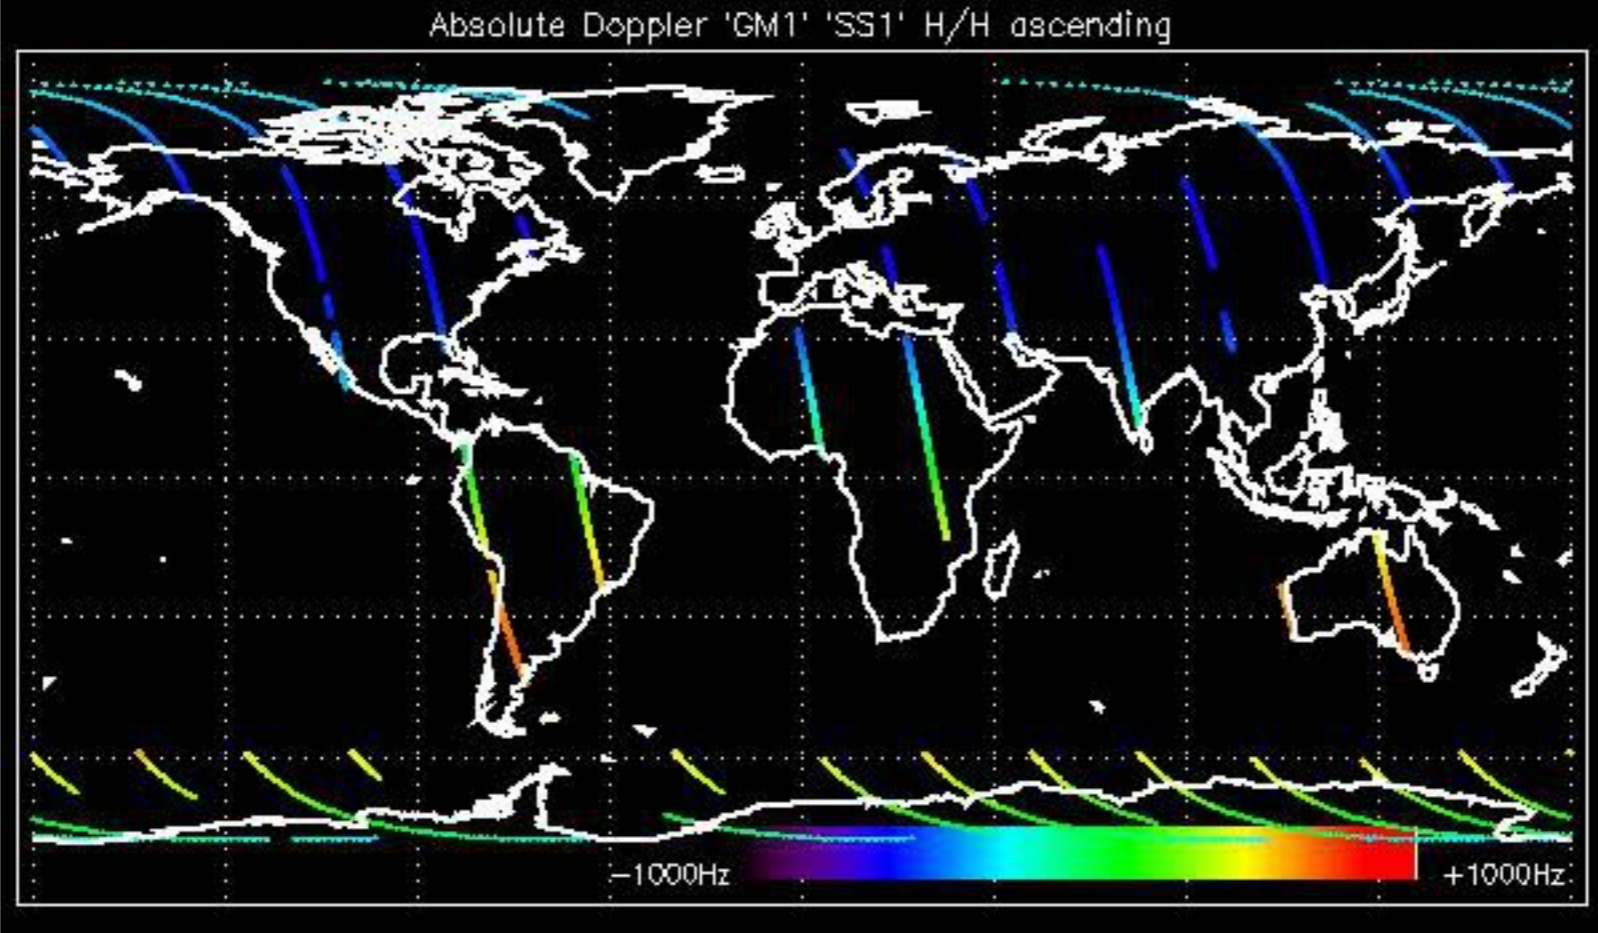 Absolute Doppler 'GM1' 'SS1' H/H ascending
−1000Hz
+1000Hz